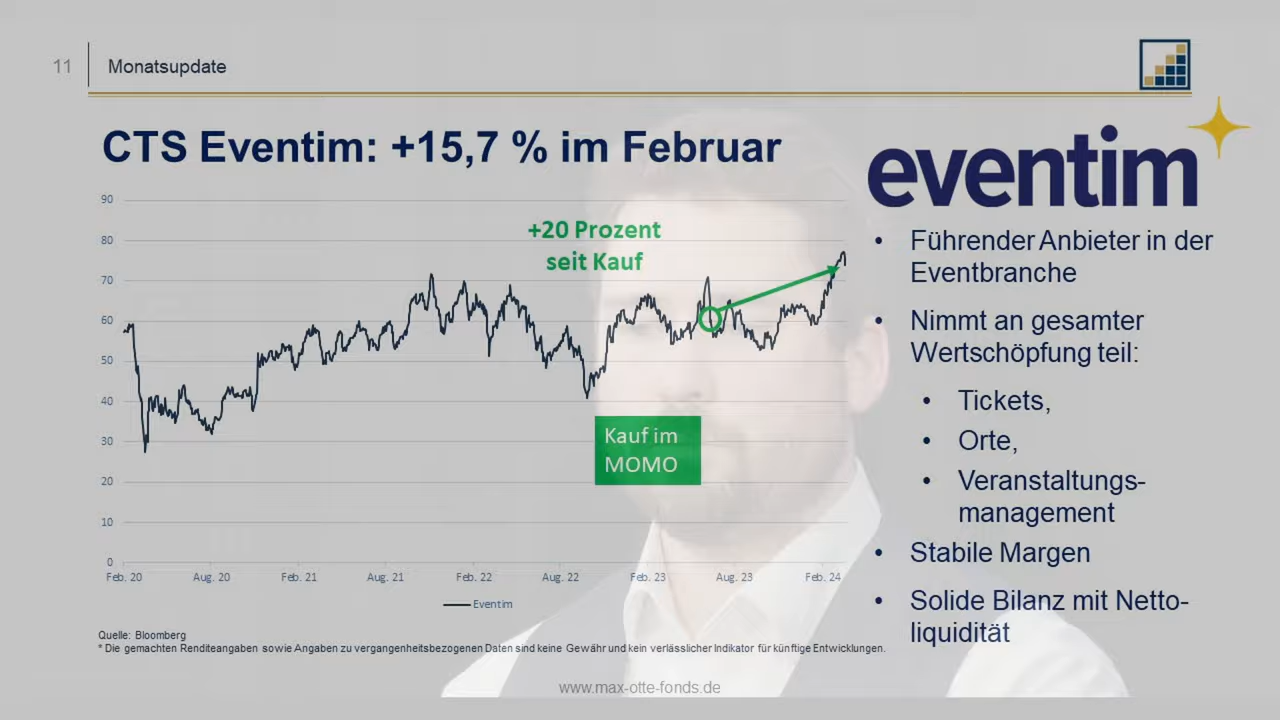 11
Monatsupdate
CTS Eventim: +15,7 % im Februar
eventim
90
80
70
60
50
40
30
20
10
0
+20 Prozent
seit Kauf
Kauf im
MOMO
Feb. 20
Aug. 20
Feb. 21
Aug. 21
Feb. 22
Aug. 22
Feb. 23
Aug. 23
Feb. 24
Eventim
• Führender Anbieter in der
Eventbranche
• Nimmt an gesamter
Wertschöpfung teil:
• Tickets,
• Orte,
• Veranstaltungs-
management
• Stabile Margen
• Solide Bilanz mit Netto-
liquidität
Quelle: Bloomberg
* Die gemachten Renditeangaben sowie Angaben zu vergangenheitsbezogenen Daten sind keine Gewähr und kein verlässlicher Indikator für künftige Entwicklungen.
www.max-otte-fonds.de